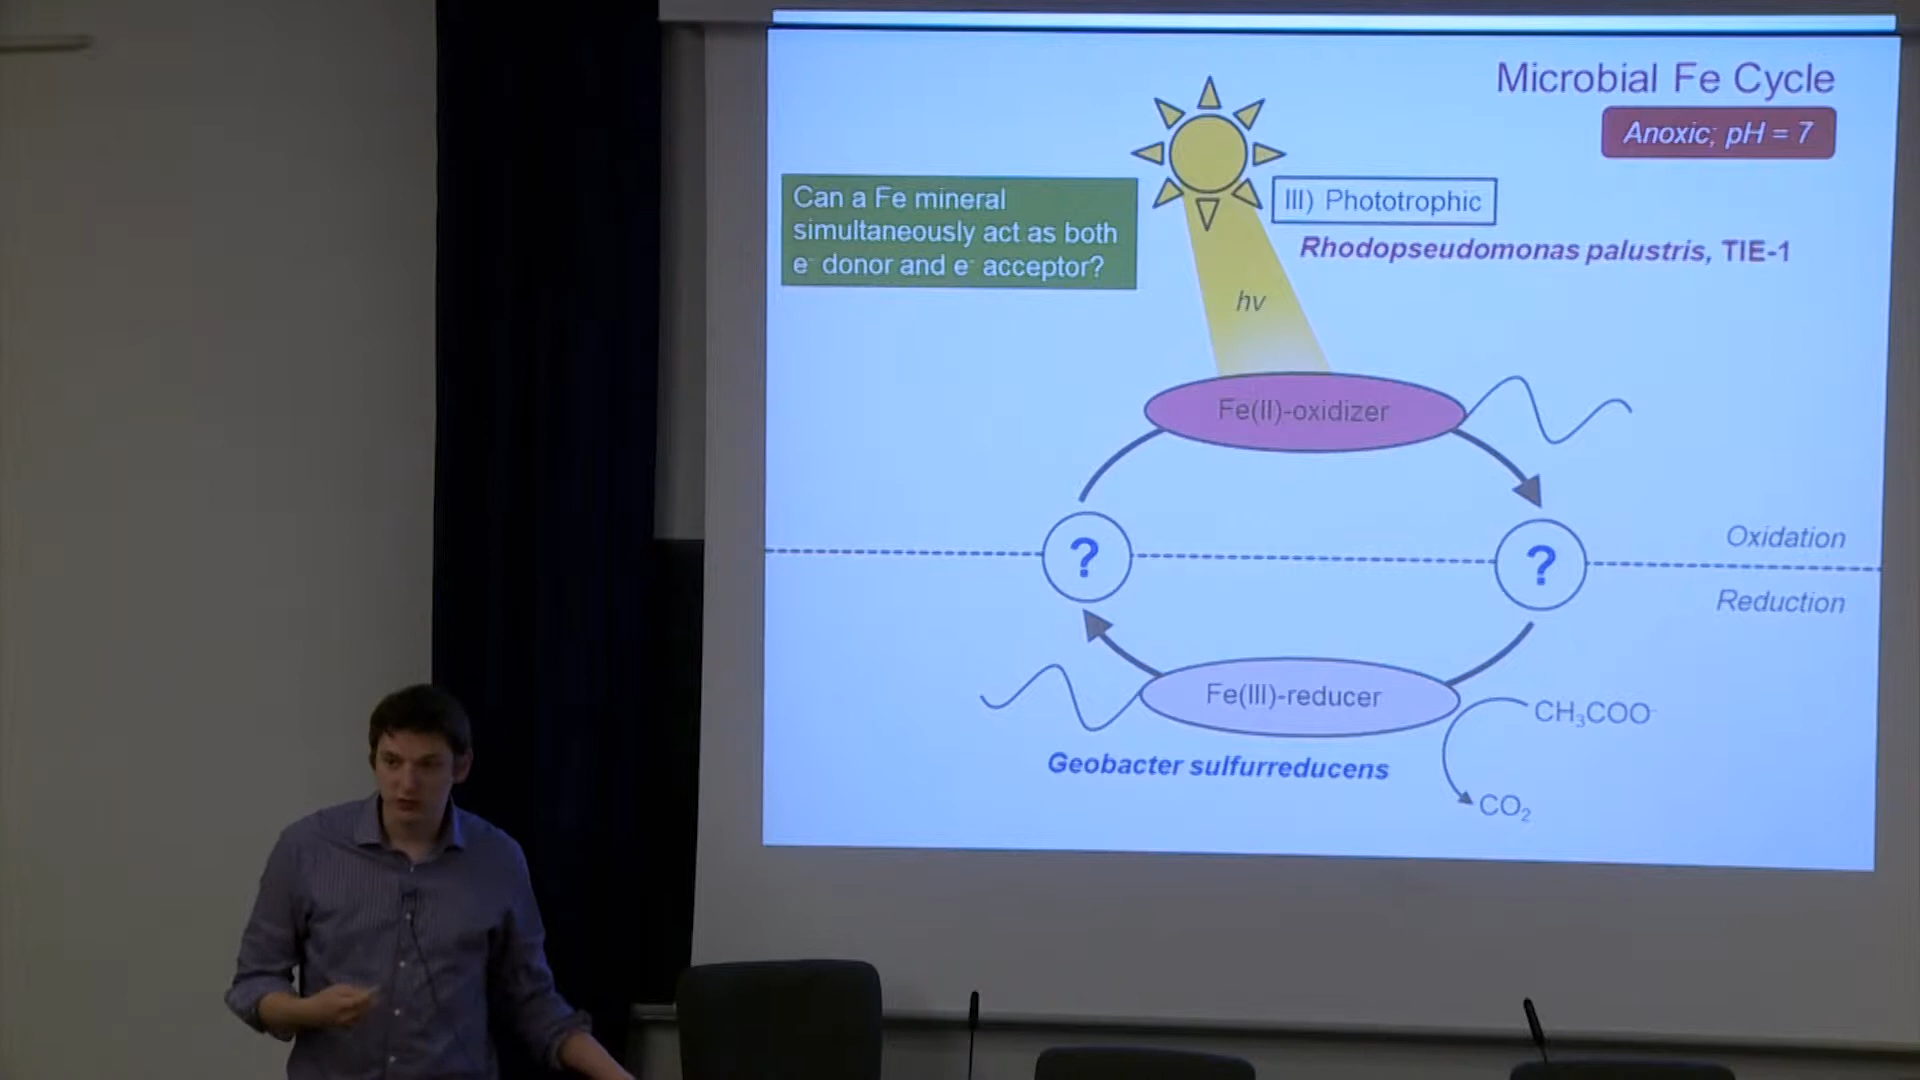 Microbial Fe Cycle
Anoxic; pH = 7
Can a Fe mineral
simultaneously act as both
e⁻ donor and e⁻ acceptor?
III) Phototrophic
Rhodopseudomonas palustris, TIE-1
hν
Fe(II)-oxidizer
?
?
Oxidation
Reduction
Fe(III)-reducer
CH₃COO⁻
Geobacter sulfurreducens
CO₂